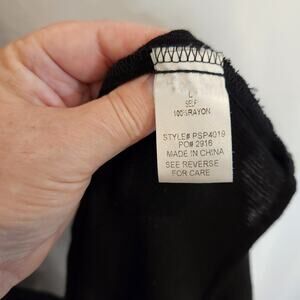 L
SELF
100% RAYON
STYLE# PSP4019
PO# 2916
MADE IN CHINA
SEE REVERSE
FOR CARE